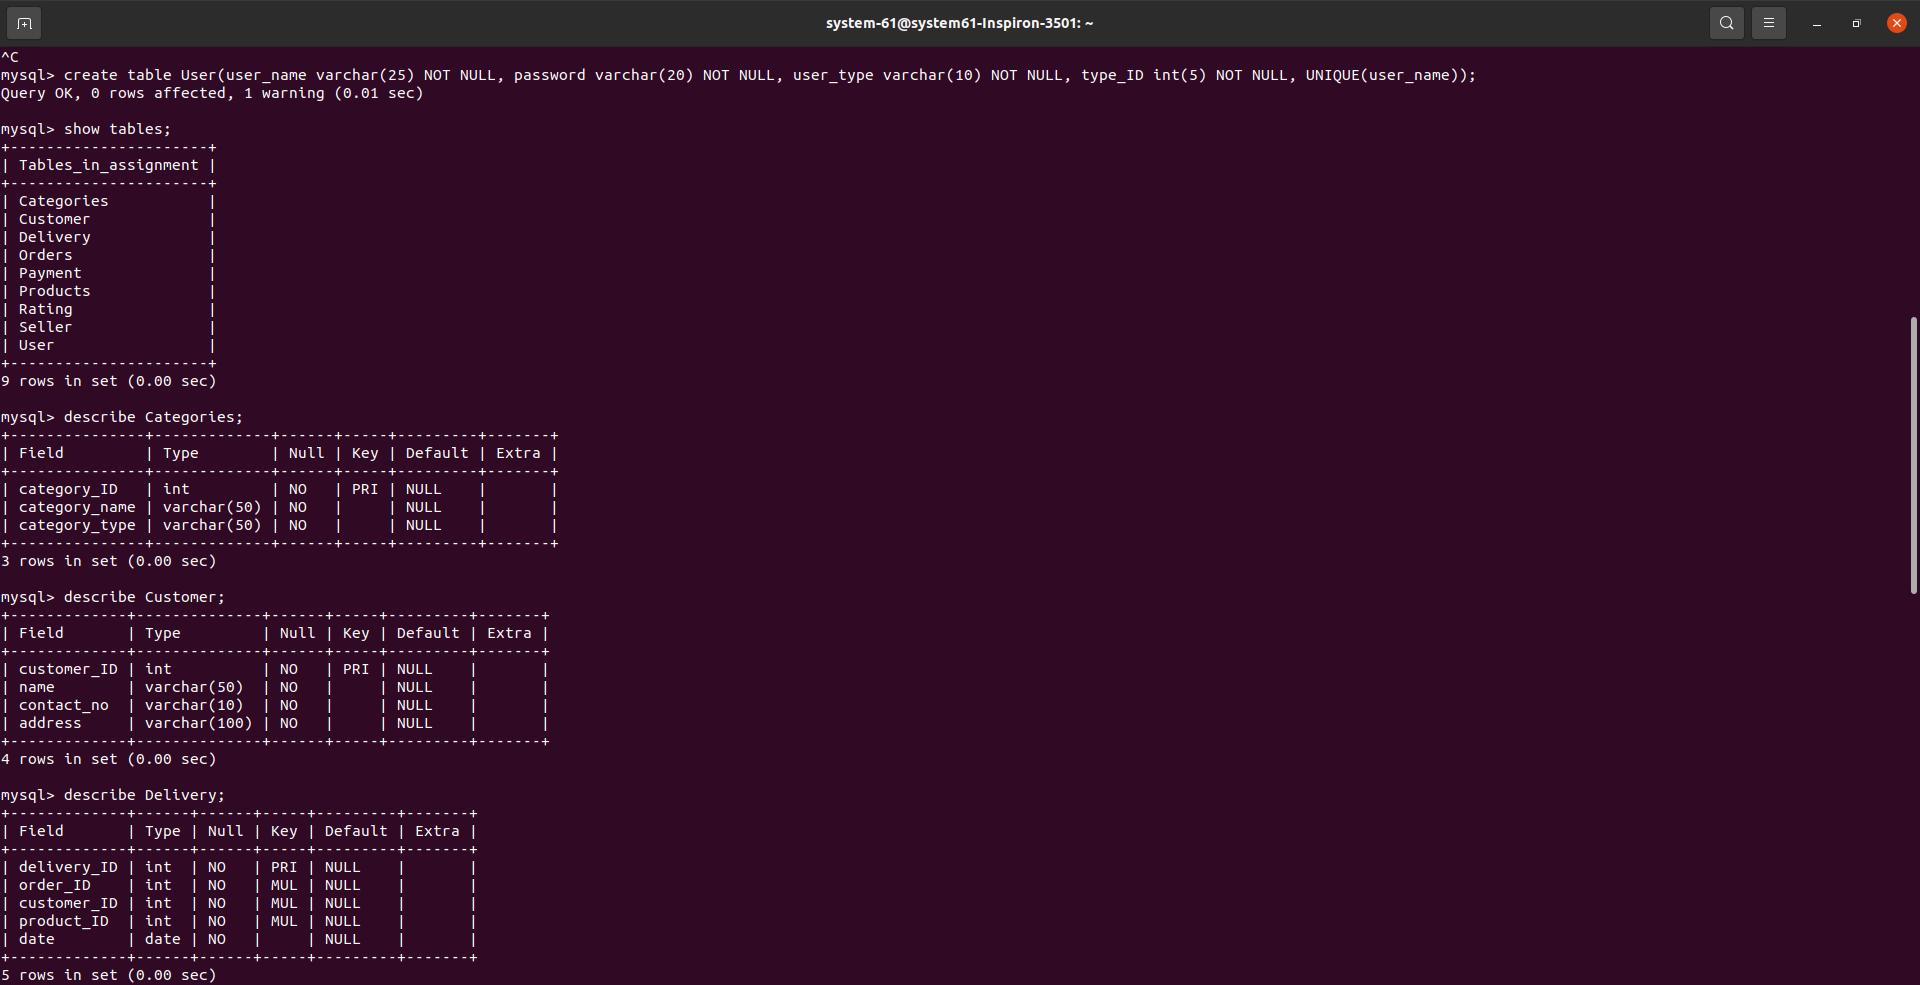 system-61@system61-Inspiron-3501: ~
^C
mysql> create table User(user_name varchar(25) NOT NULL, password varchar(20) NOT NULL, user_type varchar(10) NOT NULL, type_ID int(5) NOT NULL, UNIQUE(user_name));
Query OK, 0 rows affected, 1 warning (0.01 sec)

mysql> show tables;
+----------------------+
| Tables_in_assignment |
+----------------------+
| Categories           |
| Customer             |
| Delivery             |
| Orders               |
| Payment              |
| Products             |
| Rating               |
| Seller               |
| User                 |
+----------------------+
9 rows in set (0.00 sec)

mysql> describe Categories;
+---------------+-------------+------+-----+---------+-------+
| Field         | Type        | Null | Key | Default | Extra |
+---------------+-------------+------+-----+---------+-------+
| category_ID   | int         | NO   | PRI | NULL    |       |
| category_name | varchar(50) | NO   |     | NULL    |       |
| category_type | varchar(50) | NO   |     | NULL    |       |
+---------------+-------------+------+-----+---------+-------+
3 rows in set (0.00 sec)

mysql> describe Customer;
+-------------+--------------+------+-----+---------+-------+
| Field       | Type         | Null | Key | Default | Extra |
+-------------+--------------+------+-----+---------+-------+
| customer_ID | int          | NO   | PRI | NULL    |       |
| name        | varchar(50)  | NO   |     | NULL    |       |
| contact_no  | varchar(10)  | NO   |     | NULL    |       |
| address     | varchar(100) | NO   |     | NULL    |       |
+-------------+--------------+------+-----+---------+-------+
4 rows in set (0.00 sec)

mysql> describe Delivery;
+-------------+------+------+-----+---------+-------+
| Field       | Type | Null | Key | Default | Extra |
+-------------+------+------+-----+---------+-------+
| delivery_ID | int  | NO   | PRI | NULL    |       |
| order_ID    | int  | NO   | MUL | NULL    |       |
| customer_ID | int  | NO   | MUL | NULL    |       |
| product_ID  | int  | NO   | MUL | NULL    |       |
| date        | date | NO   |     | NULL    |       |
+-------------+------+------+-----+---------+-------+
5 rows in set (0.00 sec)